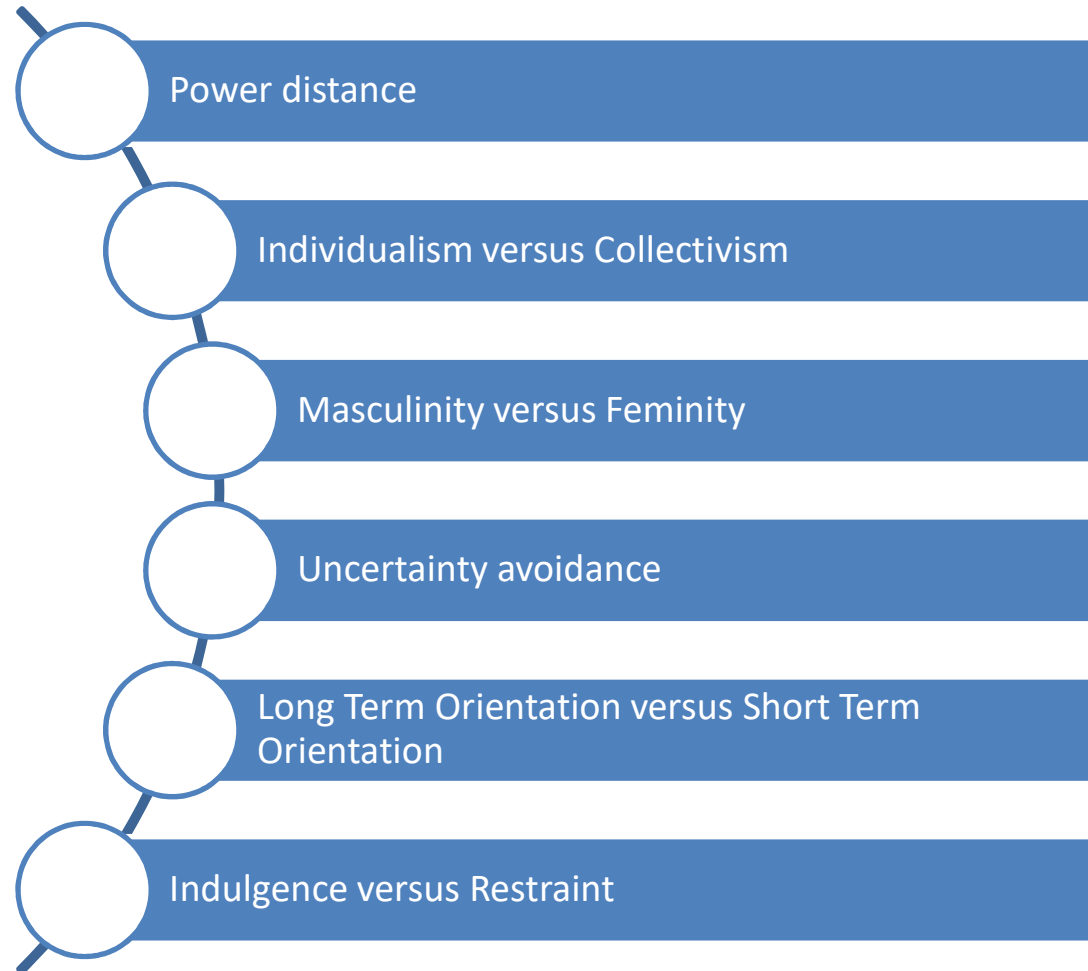 Power distance
Individualism versus Collectivism
Masculinity versus Feminity
Uncertainty avoidance
Long Term Orientation versus Short Term
Orientation
Indulgence versus Restraint